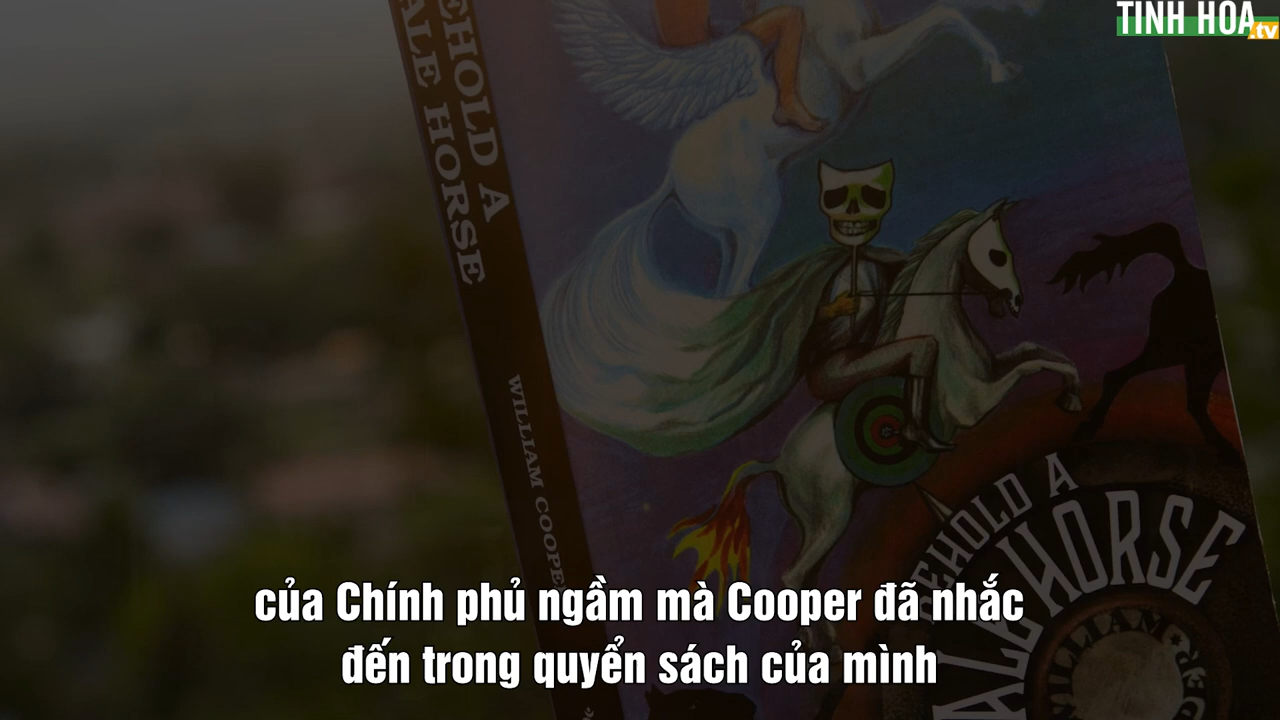 TINH HOA
.tv
BEHOLD A
PALE HORSE
WILLIAM COOPER
BEHOLD A
PALE HORSE
WILLIAM
của Chính phủ ngầm mà Cooper đã nhắc
đến trong quyển sách của mình